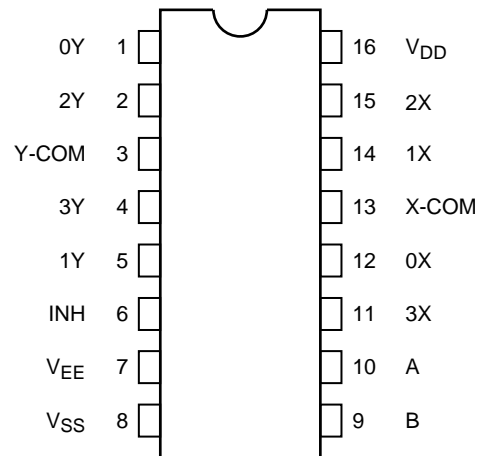 0Y 1 16 VDD
2Y 2 15 2X
Y-COM 3 14 1X
3Y 4 13 X-COM
1Y 5 12 0X
INH 6 11 3X
VEE 7 10 A
VSS 8 9 B